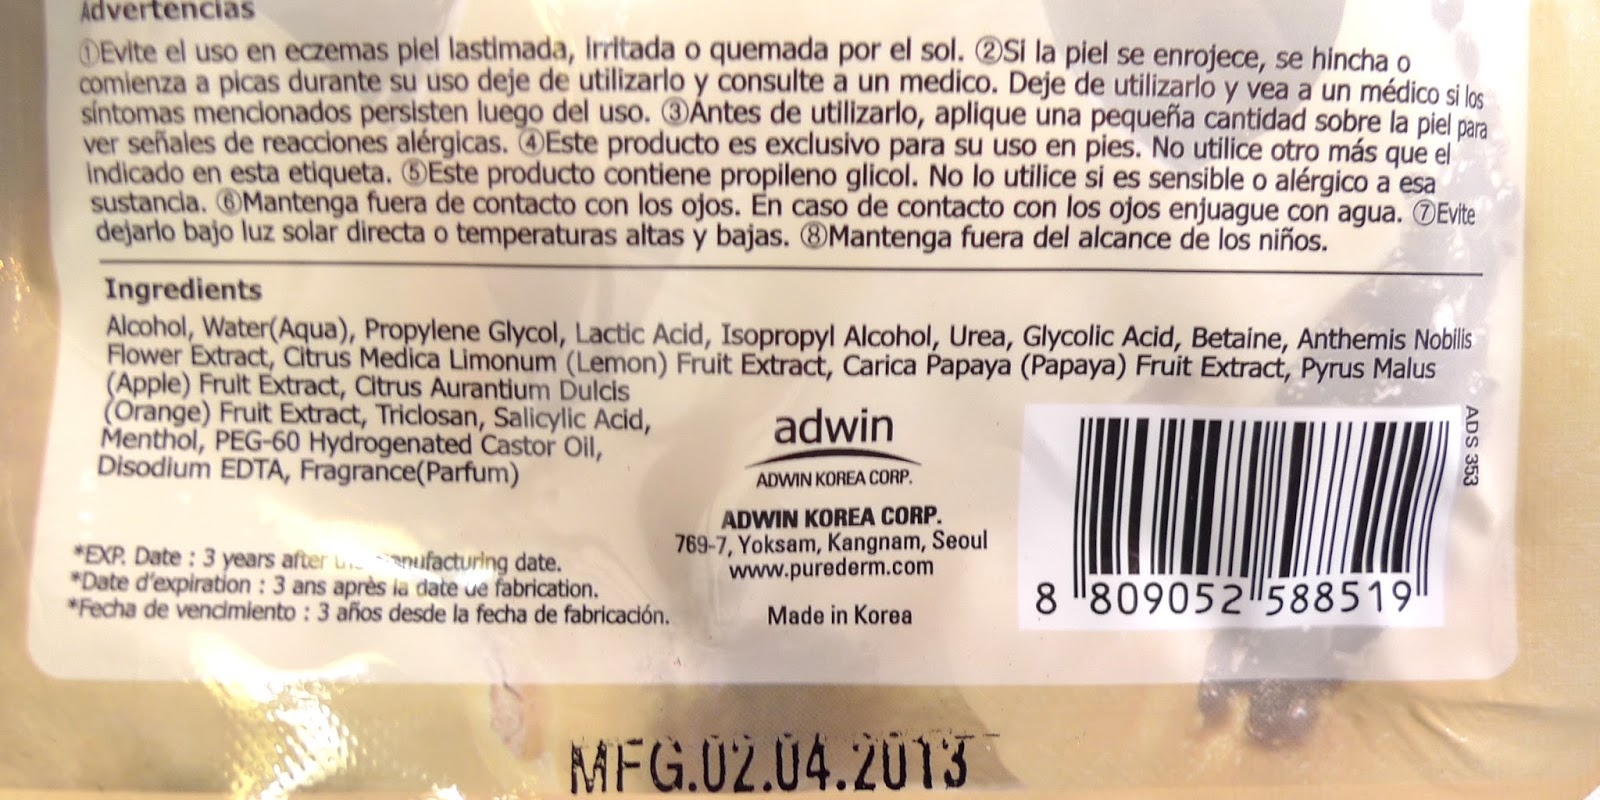 Advertencias
①Evite el uso en eczemas piel lastimada, irritada o quemada por el sol. ②Si la piel se enrojece, se hincha o
comienza a picas durante su uso deje de utilizarlo y consulte a un medico. Deje de utilizarlo y vea a un médico si los
síntomas mencionados persisten luego del uso. ③Antes de utilizarlo, aplique una pequeña cantidad sobre la piel para
ver señales de reacciones alérgicas. ④Este producto es exclusivo para su uso en pies. No utilice otro más que el
indicado en esta etiqueta. ⑤Este producto contiene propileno glicol. No lo utilice si es sensible o alérgico a esa
sustancia. ⑥Mantenga fuera de contacto con los ojos. En caso de contacto con los ojos enjuague con agua. ⑦Evite
dejarlo bajo luz solar directa o temperaturas altas y bajas. ⑧Mantenga fuera del alcance de los niños.
Ingredients
Alcohol, Water(Aqua), Propylene Glycol, Lactic Acid, Isopropyl Alcohol, Urea, Glycolic Acid, Betaine, Anthemis Nobilis
Flower Extract, Citrus Medica Limonum (Lemon) Fruit Extract, Carica Papaya (Papaya) Fruit Extract, Pyrus Malus
(Apple) Fruit Extract, Citrus Aurantium Dulcis
(Orange) Fruit Extract, Triclosan, Salicylic Acid,
Menthol, PEG-60 Hydrogenated Castor Oil,
Disodium EDTA, Fragrance(Parfum)
*EXP. Date : 3 years after manufacturing date.
*Date d'expiration : 3 ans après la date de fabrication.
*Fecha de vencimiento : 3 años desde la fecha de fabricación.
adwin
ADWIN KOREA CORP.
ADWIN KOREA CORP.
769-7, Yoksam, Kangnam, Seoul
www.purederm.com
Made in Korea
ADS 353
8 809052 588519
MFG.02.04.2013